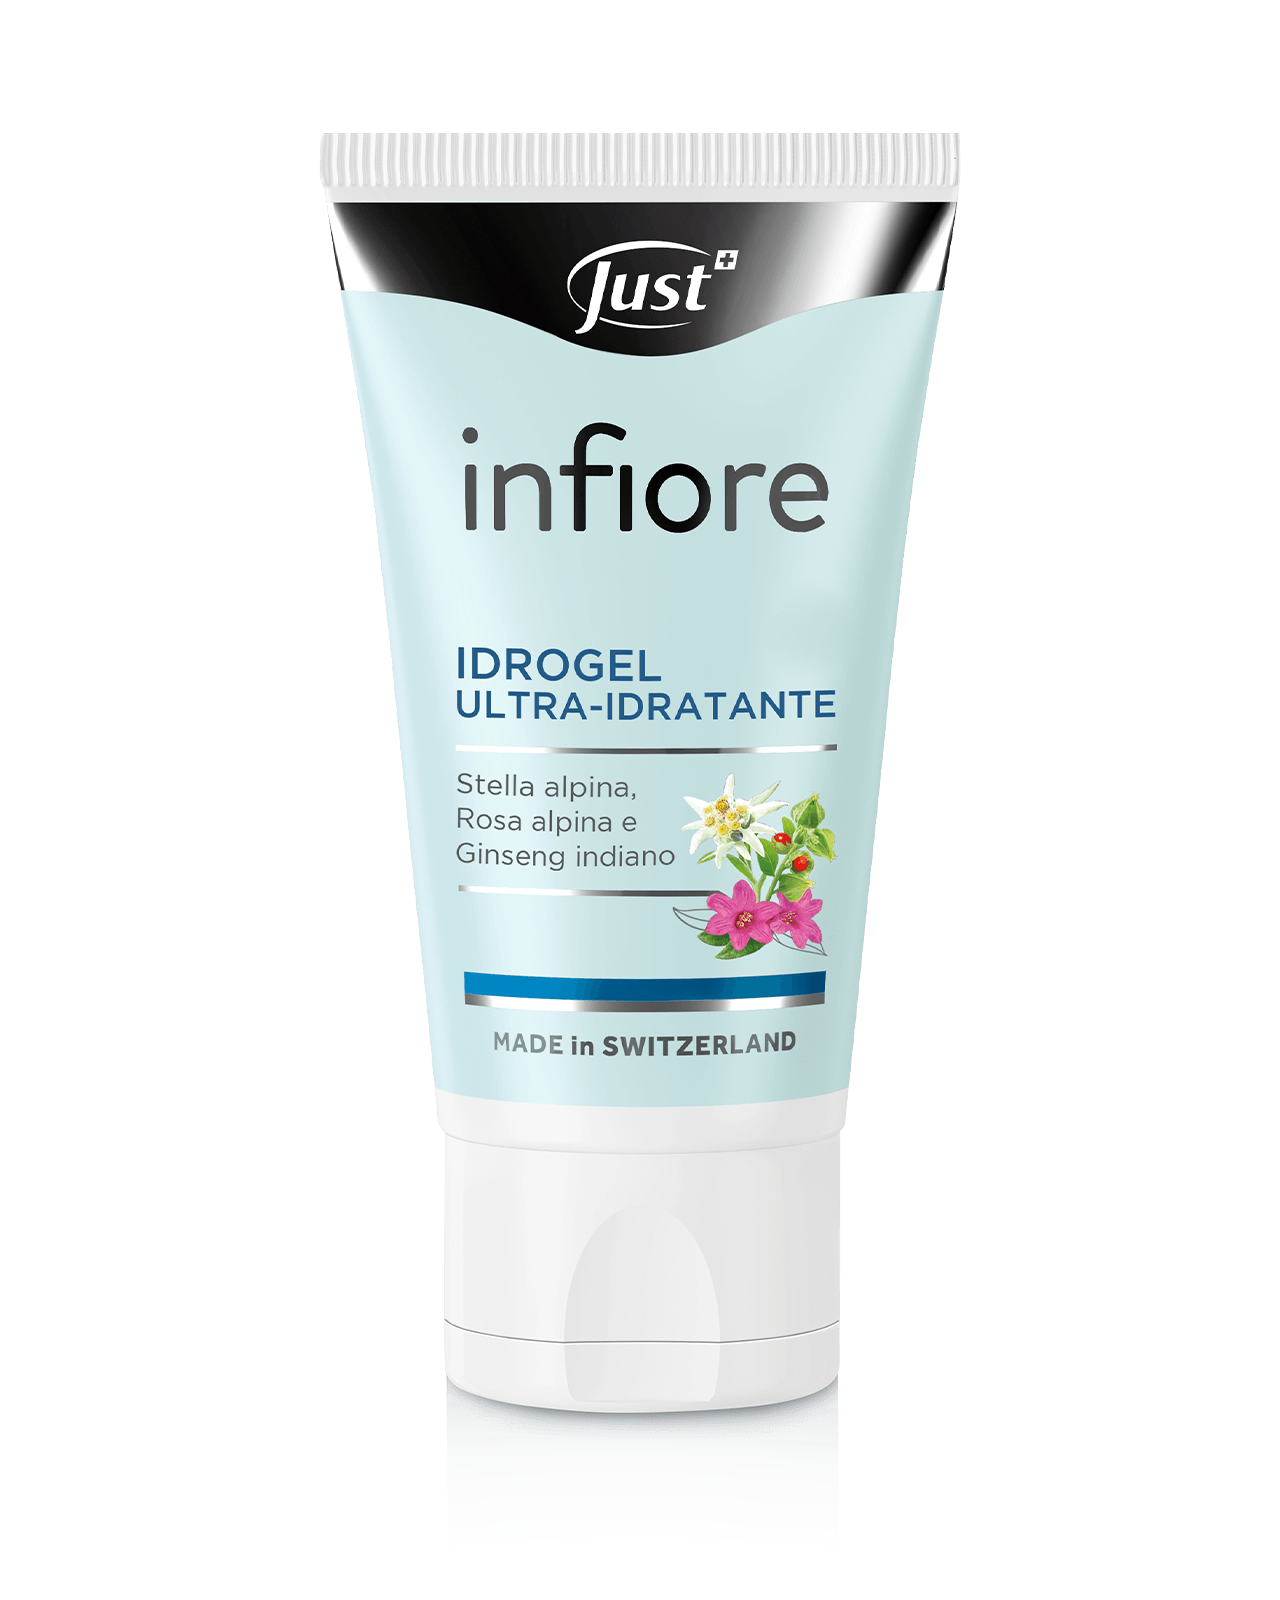 Just
infiore
IDROGEL
ULTRA-IDRATANTE
Stella alpina,
Rosa alpina e
Ginseng indiano
MADE in SWITZERLAND